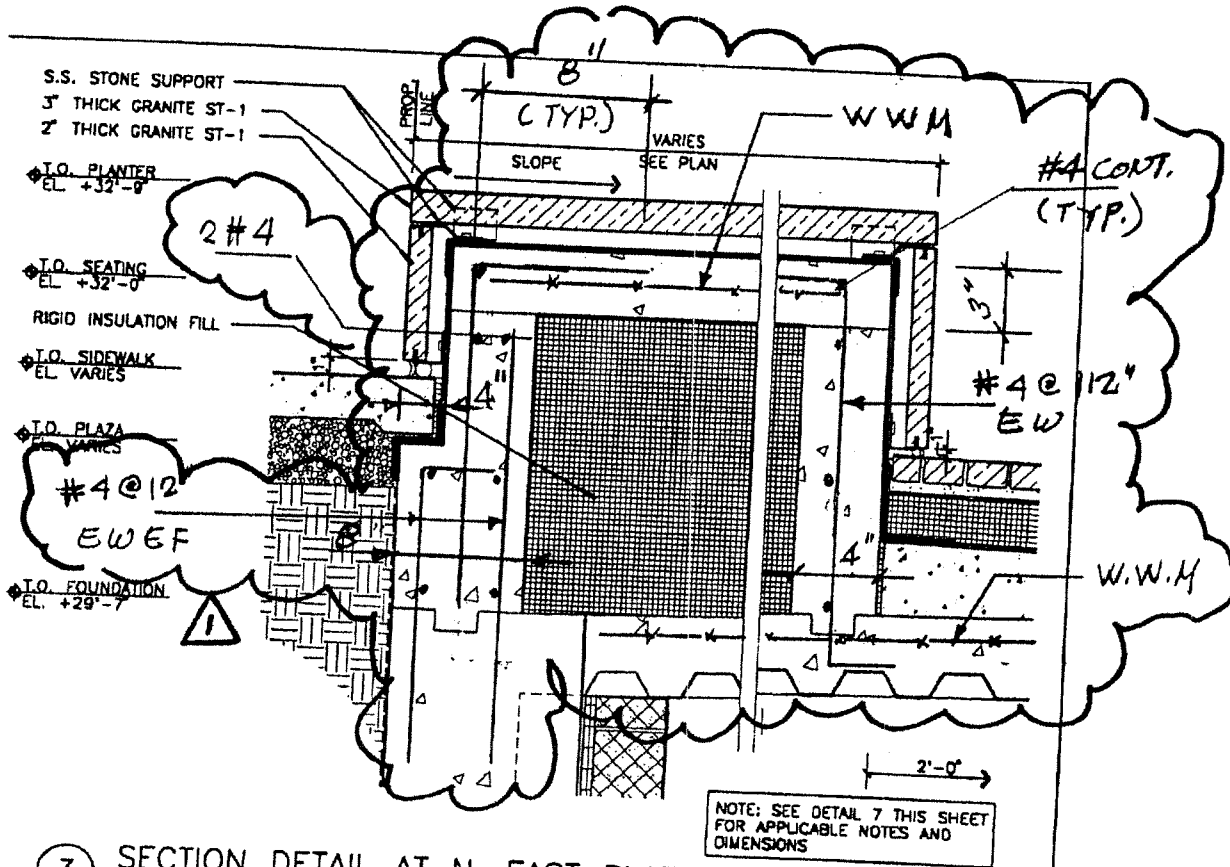 S.S. STONE SUPPORT
3" THICK GRANITE ST-1
2" THICK GRANITE ST-1
T.O. PLANTER
EL. +32'-9"
2#4
T.O. SEATING
EL. +32'-0"
RIGID INSULATION FILL
T.O. SIDEWALK
EL. VARIES
T.O. PLAZA
EL. VARIES
#4@12
EWEF
T.O. FOUNDATION
EL. +29'-7"
1
PROP
LINE
8"
(TYP.)
VARIES
SLOPE
SEE PLAN
WWM
#4 CONT.
(TYP.)
3"
1"
4"
#4@12"
EW
1"
8"
4"
W.W.M
2'-0"
NOTE: SEE DETAIL 7 THIS SHEET
FOR APPLICABLE NOTES AND
DIMENSIONS
SECTION DETAIL AT N. EAST